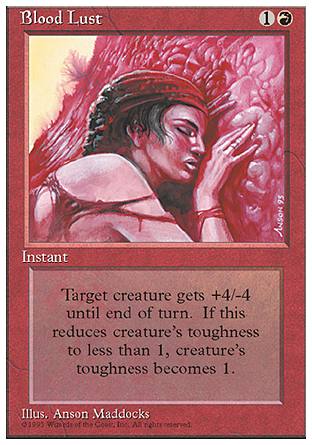 Blood Lust 1
ANSON 93
Instant
Target creature gets +4/-4
until end of turn. If this
reduces creature's toughness
to less than 1, creature's
toughness becomes 1.
Illus. Anson Maddocks
© 1995 Wizards of the Coast, Inc. All rights reserved.